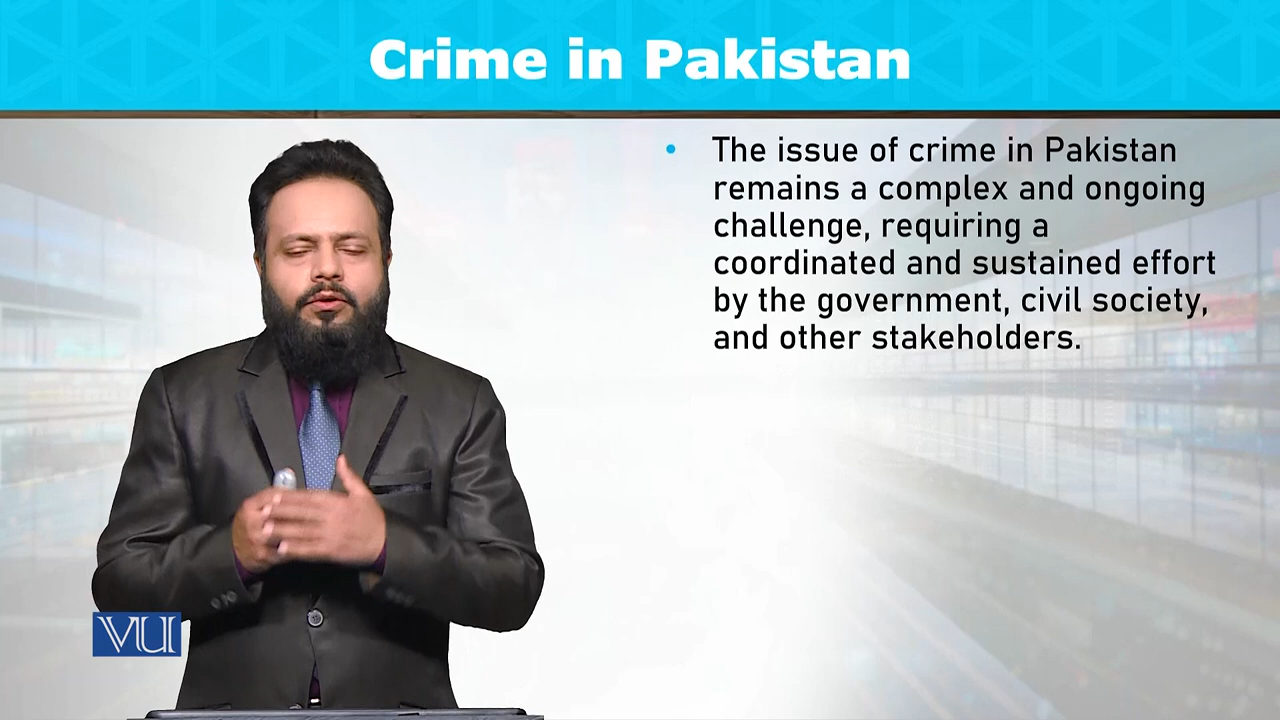 Crime in Pakistan
• The issue of crime in Pakistan
remains a complex and ongoing
challenge, requiring a
coordinated and sustained effort
by the government, civil society,
and other stakeholders.
VU